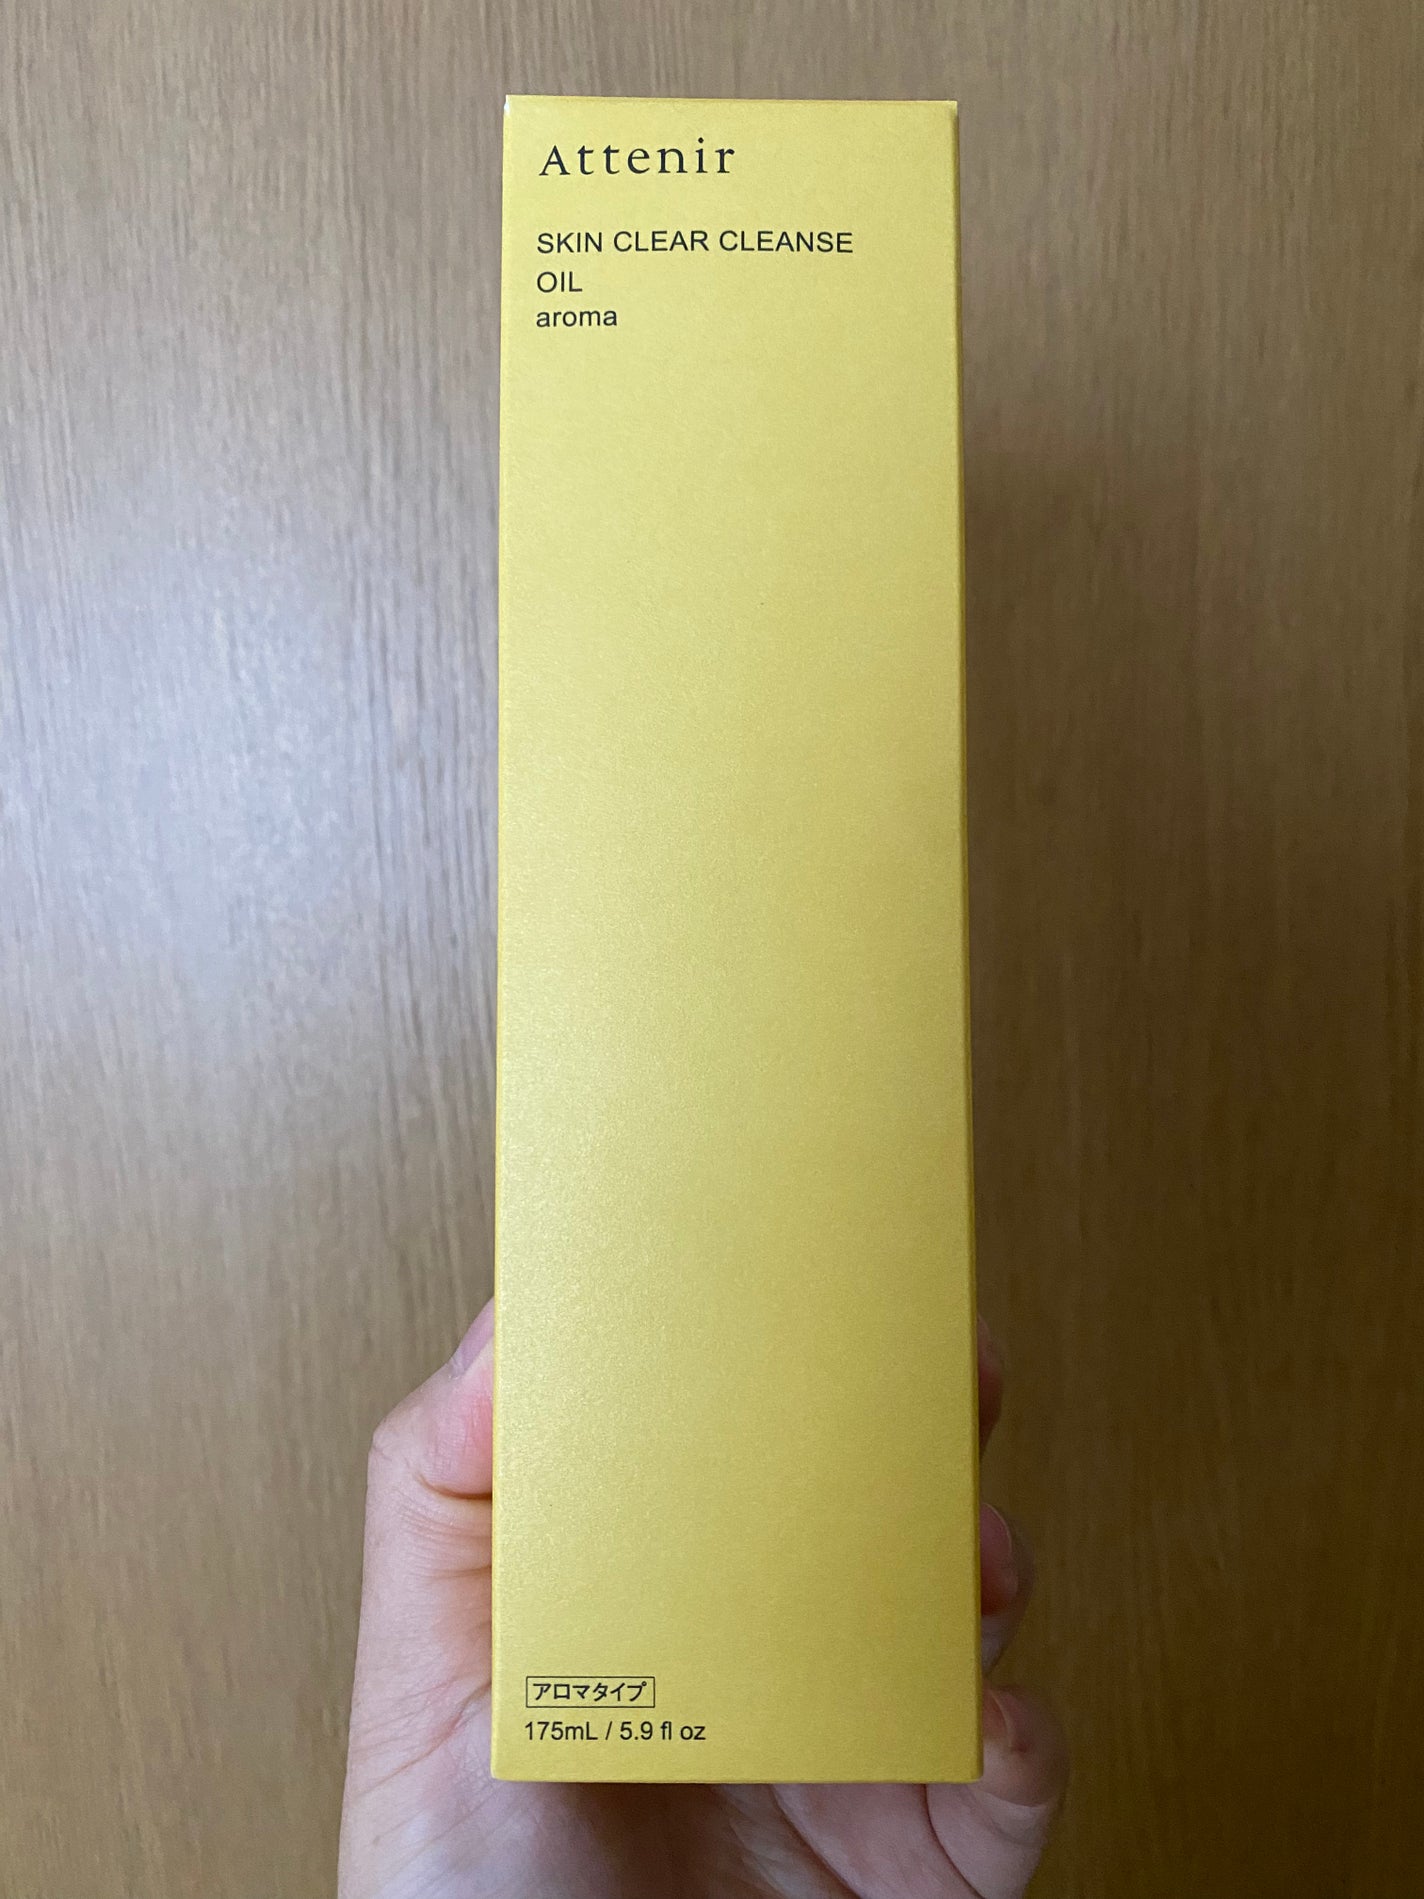 Attenir
SKIN CLEAR CLEANSE
OIL
aroma
アロマタイプ
175mL / 5.9 fl oz